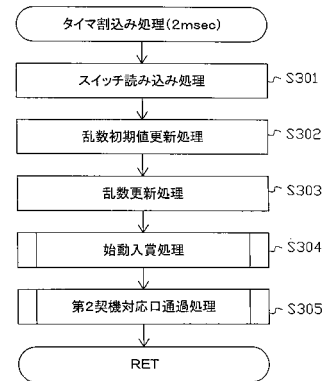 タイマ割込み処理(2msec)
スイッチ読み込み処理
S301
乱数初期値更新処理
S302
乱数更新処理
S303
始動入賞処理
S304
第2契機対応口通過処理
S305
RET